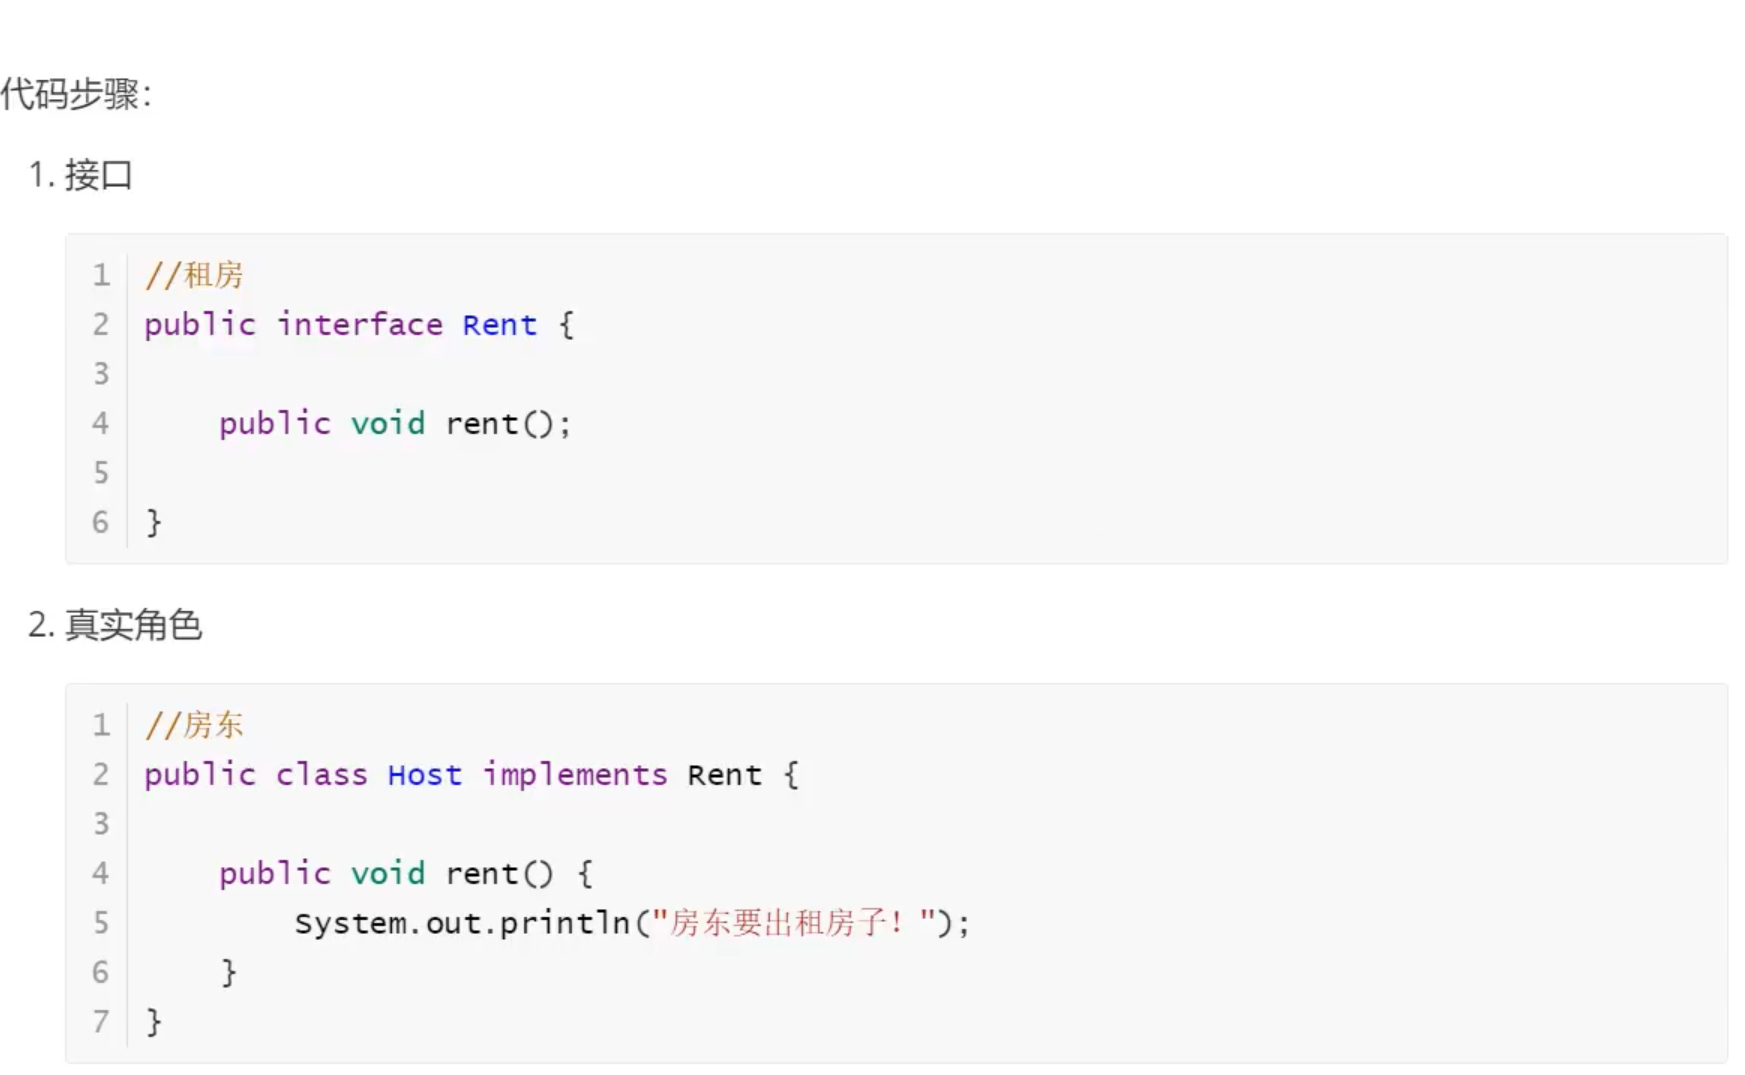 代码步骤：
1. 接口
1 //租房
2 public interface Rent {
3
4     public void rent();
5
6 }
2. 真实角色
1 //房东
2 public class Host implements Rent {
3
4     public void rent() {
5         System.out.println("房东要出租房子！");
6     }
7 }